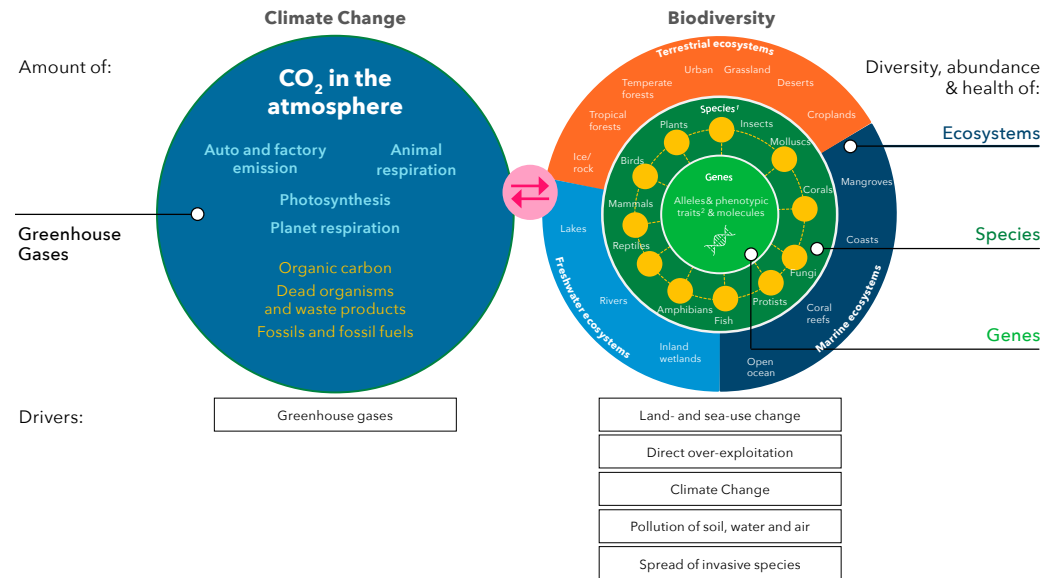 Climate Change
Biodiversity
Amount of:
CO2 in the
atmosphere
Auto and factory
emission
Animal
respiration
Photosynthesis
Planet respiration
Organic carbon
Dead organisms
and waste products
Fossils and fossil fuels
Greenhouse
Gases
Terrestrial ecosystems
Ice/
rock
Tropical
forests
Temperate
forests
Urban
Grassland
Deserts
Croplands
Marrine ecosystems
Mangroves
Coasts
Coral
reefs
Open
ocean
Freshwater ecosystems
Lakes
Rivers
Inland
wetlands
Species†
Plants
Insects
Molluscs
Corals
Fungi
Protists
Fish
Amphibians
Reptiles
Mammals
Birds
Genes
Alleles & phenotypic
traits² & molecules
Diversity, abundance
& health of:
Ecosystems
Species
Genes
Drivers:
Greenhouse gases
Land- and sea-use change
Direct over-exploitation
Climate Change
Pollution of soil, water and air
Spread of invasive species